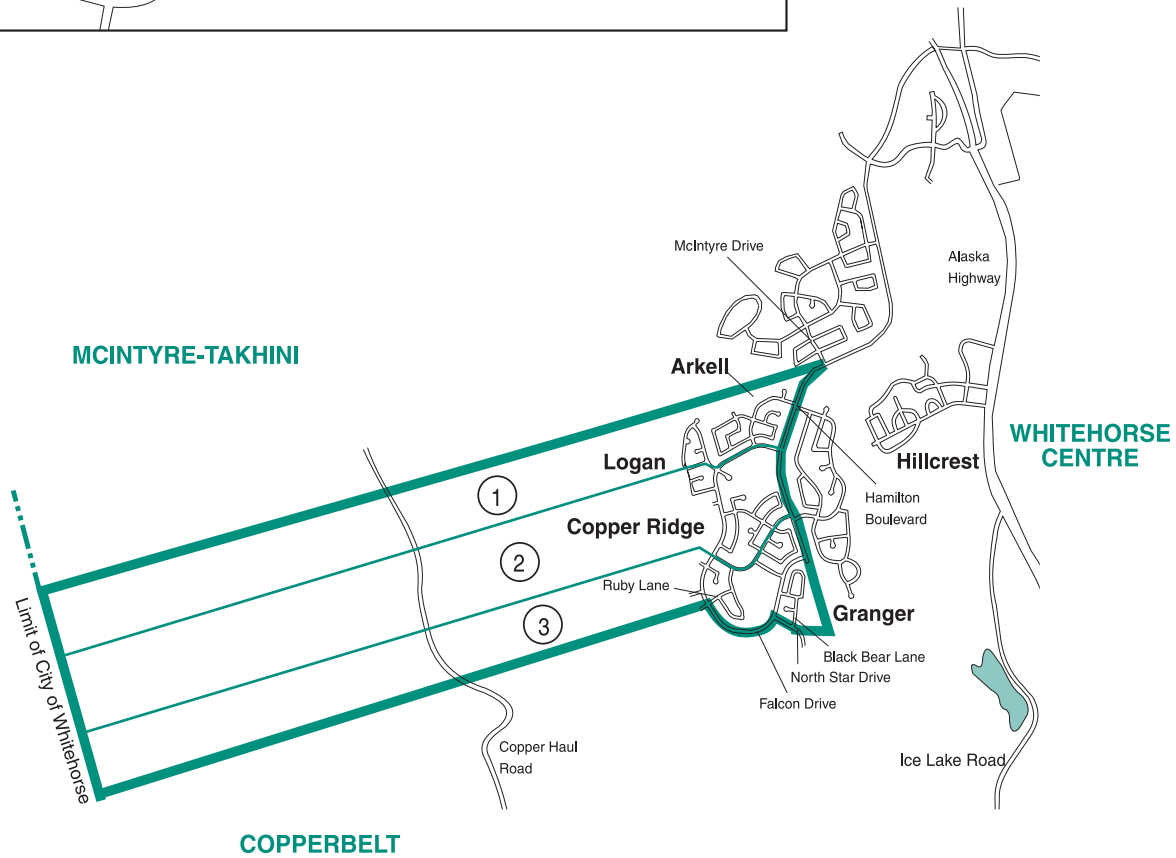 McIntyre Drive
Alaska
Highway
MCINTYRE-TAKHINI
Arkell
WHITEHORSE
CENTRE
Logan
Hillcrest
1
Hamilton
Boulevard
Copper Ridge
2
Ruby Lane
Limit of City of Whitehorse
3
Granger
Black Bear Lane
North Star Drive
Falcon Drive
Copper Haul
Road
Ice Lake Road
COPPERBELT